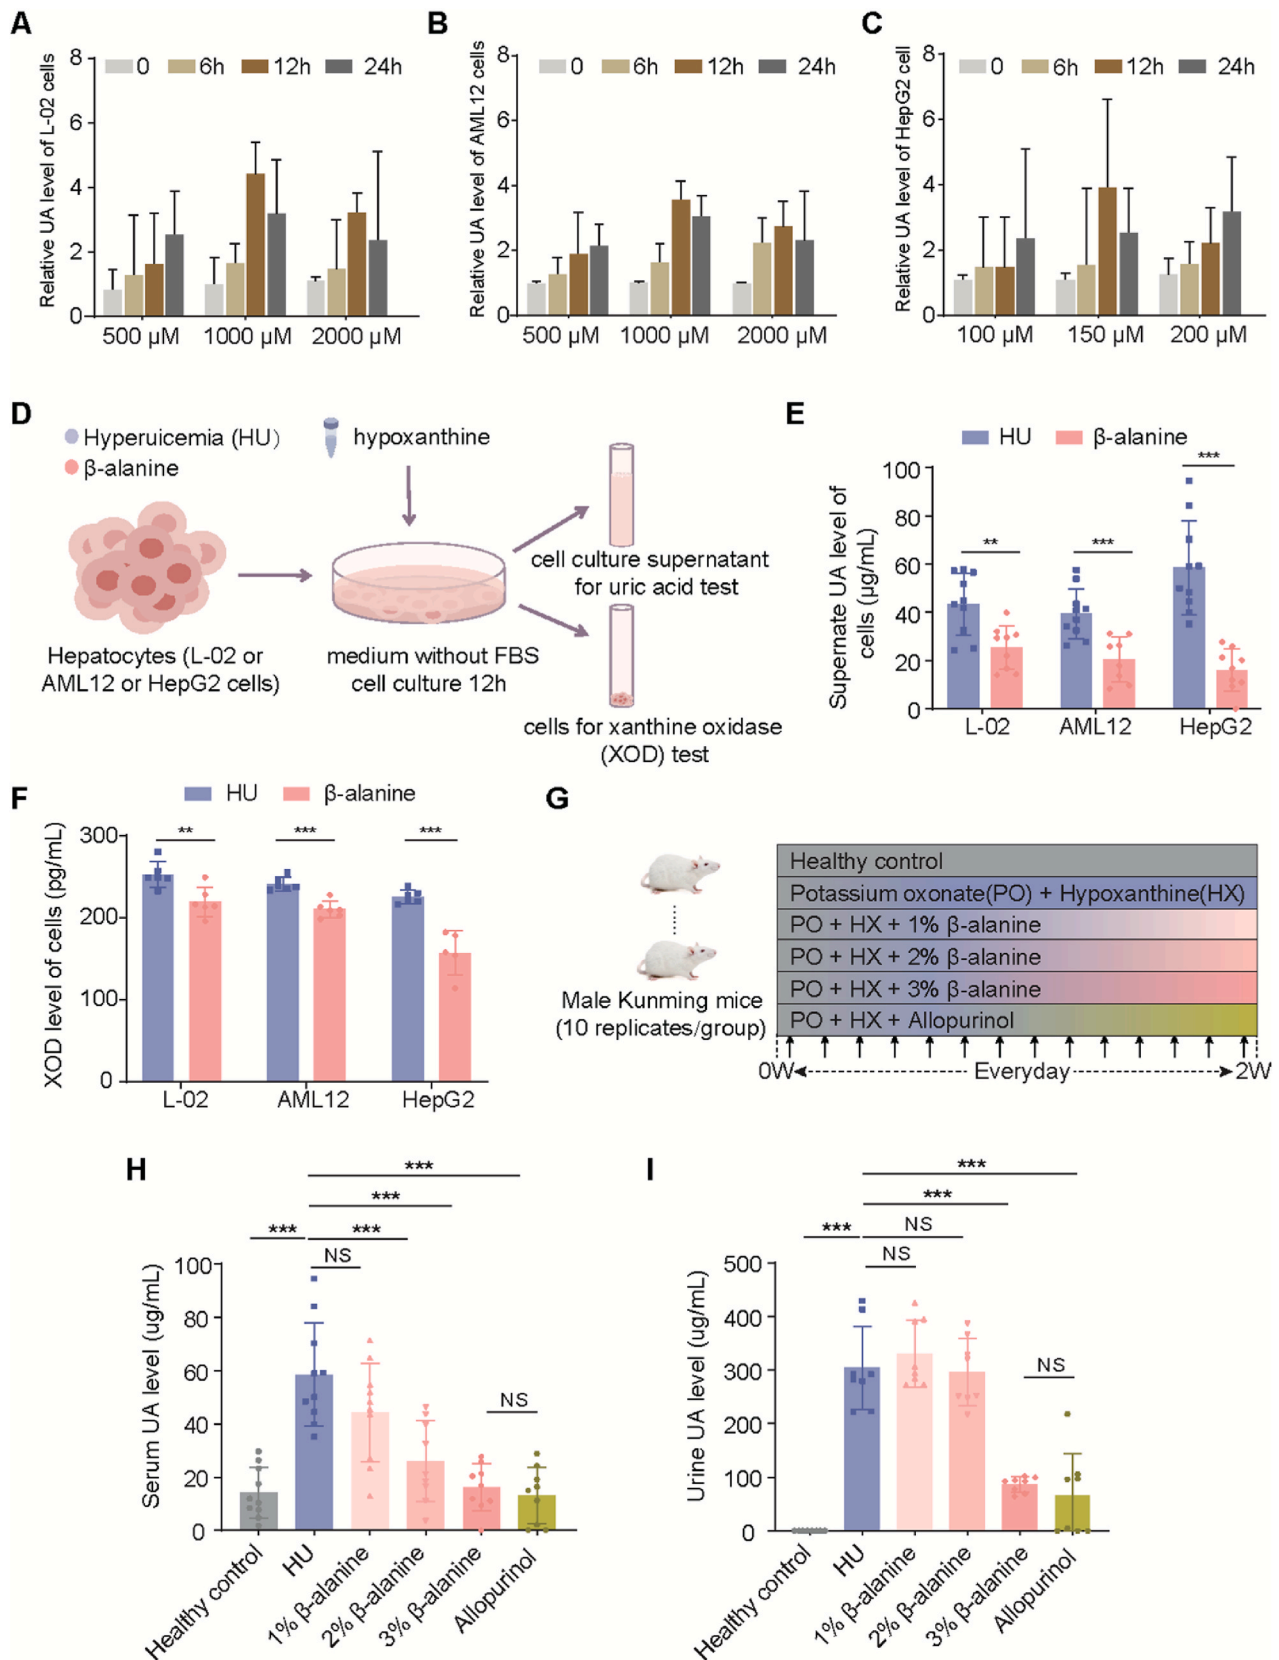 A
Relative UA level of L-02 cells
0 6h 12h 24h
8
6
4
2
0
500 µM 1000 µM 2000 µM
B
Relative UA level of AML12 cells
0 6h 12h 24h
8
6
4
2
0
500 µM 1000 µM 2000 µM
C
Relative UA level of HepG2 cell
0 6h 12h 24h
8
6
4
2
0
100 µM 150 µM 200 µM
D
Hyperuicemia (HU)
β-alanine
hypoxanthine
Hepatocytes (L-02 or
AML12 or HepG2 cells)
medium without FBS
cell culture 12h
cell culture supernatant
for uric acid test
cells for xanthine oxidase
(XOD) test
E
HU β-alanine
Supernate UA level of
cells (µg/mL)
100
80
60
40
20
0
** *** ***
L-02 AML12 HepG2
F
HU β-alanine
XOD level of cells (pg/mL)
300
200
100
0
** *** ***
L-02 AML12 HepG2
G
Male Kunming mice
(10 replicates/group)
Healthy control
Potassium oxonate(PO) + Hypoxanthine(HX)
PO + HX + 1% β-alanine
PO + HX + 2% β-alanine
PO + HX + 3% β-alanine
PO + HX + Allopurinol
0W Everyday 2W
H
Serum UA level (ug/mL)
***
***
*** ***
NS
NS
100
80
60
40
20
0
Healthy control
HU
1% β-alanine
2% β-alanine
3% β-alanine
Allopurinol
I
Urine UA level (ug/mL)
***
***
*** NS
NS
NS
500
400
300
200
100
0
Healthy control
HU
1% β-alanine
2% β-alanine
3% β-alanine
Allopurinol